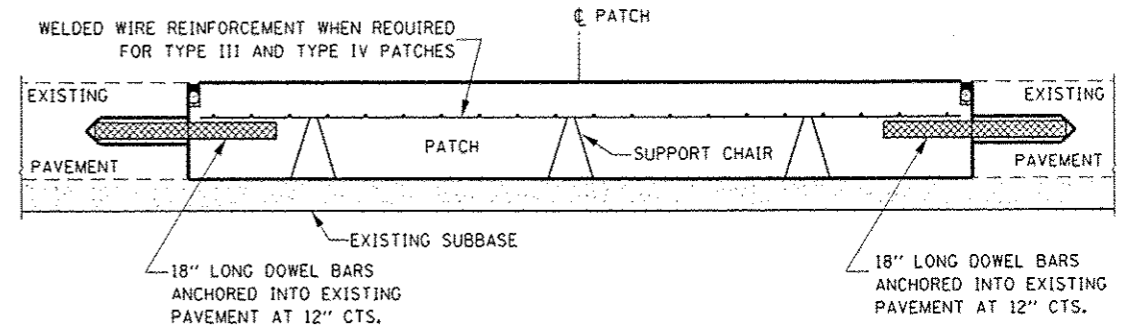 ℄ PATCH
WELDED WIRE REINFORCEMENT WHEN REQUIRED
FOR TYPE III AND TYPE IV PATCHES
EXISTING
EXISTING
PATCH
SUPPORT CHAIR
PAVEMENT
PAVEMENT
EXISTING SUBBASE
18" LONG DOWEL BARS
ANCHORED INTO EXISTING
PAVEMENT AT 12" CTS.
18" LONG DOWEL BARS
ANCHORED INTO EXISTING
PAVEMENT AT 12" CTS.